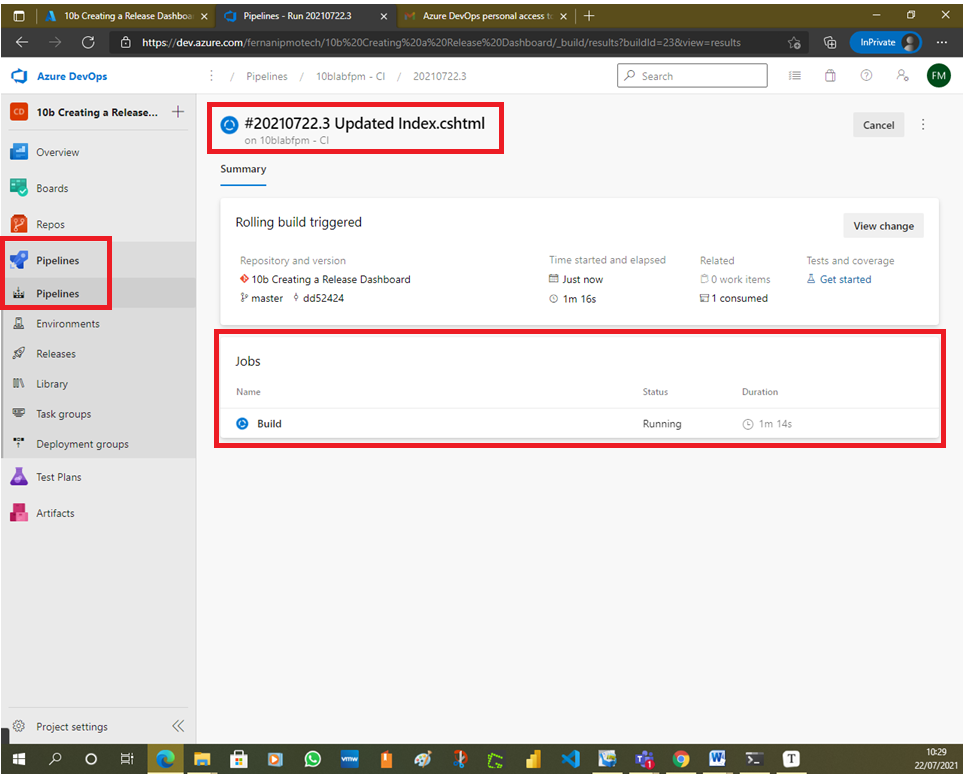 10b Creating a Release Dashboa
Pipelines - Run 20210722.3
Azure DevOps personal access t
https://dev.azure.com/fernanipmotech/10b%20Creating%20a%20Release%20Dashboard/_build/results?buildId=23&view=results
InPrivate
Azure DevOps
/ Pipelines / 10blabfpm - CI / 20210722.3
Search
FM
CD
10b Creating a Release...
Overview
Boards
Repos
Pipelines
Pipelines
Environments
Releases
Library
Task groups
Deployment groups
Test Plans
Artifacts
Project settings
#20210722.3 Updated Index.cshtml
on 10blabfpm - CI
Cancel
Summary
Rolling build triggered
View change
Repository and version
Time started and elapsed
Related
Tests and coverage
10b Creating a Release Dashboard
Just now
0 work items
Get started
master dd52424
1m 16s
1 consumed
Jobs
Name Status Duration
Build Running 1m 14s
vmw
1
W
T
10:29
22/07/2021